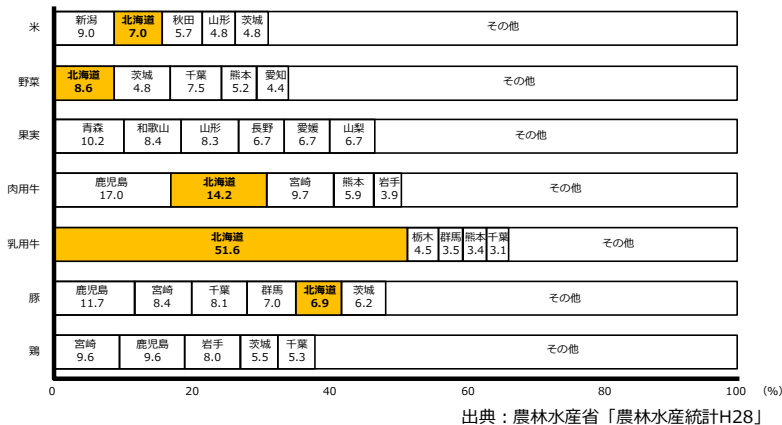 米
新潟 北海道 秋田 山形 茨城 その他
9.0 7.0 5.7 4.8 4.8
野菜
北海道 茨城 千葉 熊本 愛知 その他
8.6 4.8 7.5 5.2 4.4
果実
青森 和歌山 山形 長野 愛媛 山梨 その他
10.2 8.4 8.3 6.7 6.7 6.7
肉用牛
鹿児島 北海道 宮崎 熊本 岩手 その他
17.0 14.2 9.7 5.9 3.9
乳用牛
北海道 栃木 群馬 熊本 千葉 その他
51.6 4.5 3.5 3.4 3.1
豚
鹿児島 宮崎 千葉 群馬 北海道 茨城 その他
11.7 8.4 8.1 7.0 6.9 6.2
鶏
宮崎 鹿児島 岩手 茨城 千葉 その他
9.6 9.6 8.0 5.5 5.3
0 20 40 60 80 100 (%)
出典：農林水産省「農林水産統計H28」